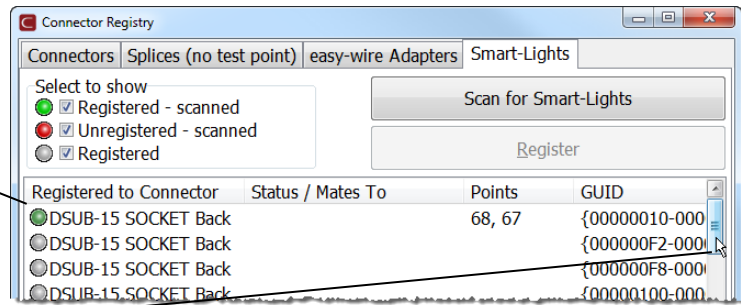 Connector Registry
Connectors Splices (no test point) easy-wire Adapters Smart-Lights
Select to show
Registered - scanned
Unregistered - scanned
Registered
Scan for Smart-Lights
Register
Registered to Connector Status / Mates To Points GUID
DSUB-15 SOCKET Back 68, 67 {00000010-000
DSUB-15 SOCKET Back {000000F2-000
DSUB-15 SOCKET Back {000000F8-000
DSUB-15 SOCKET Back {00000100-000